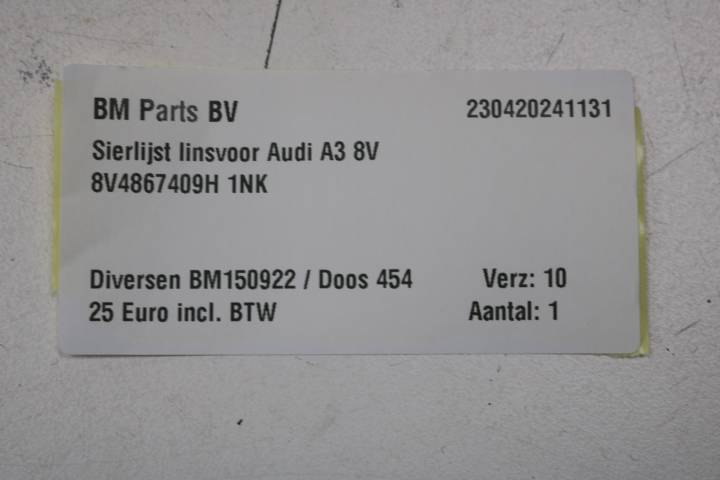 BM Parts BV 230420241131
Sierlijst linsvoor Audi A3 8V
8V4867409H 1NK
Diversen BM150922 / Doos 454 Verz: 10
25 Euro incl. BTW Aantal: 1